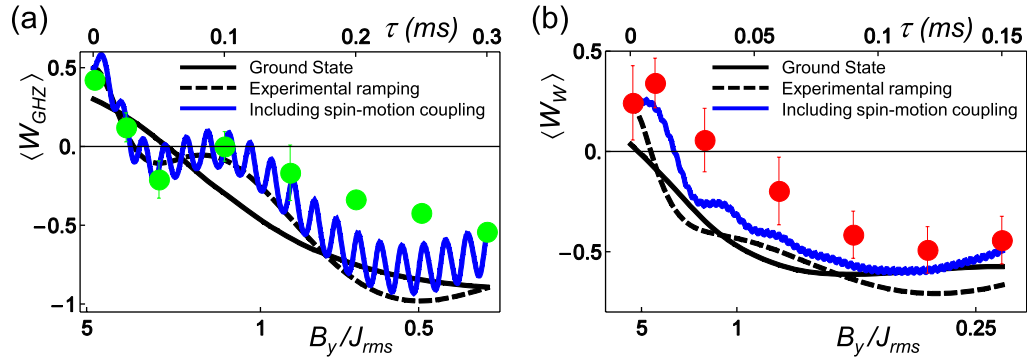 (a)
0 0.1 0.2 0.3
τ (ms)
0.5
0.
−0.5
−1
⟨W_GHZ⟩
Ground State
Experimental ramping
Including spin-motion coupling
5 1 0.5
B_y/J_rms
(b)
0 0.05 0.15
τ (ms)
0.5
0.
−0.5
⟨W_W⟩
Ground State
Experimental ramping
Including spin-motion coupling
5 1 0.25
B_y/J_rms